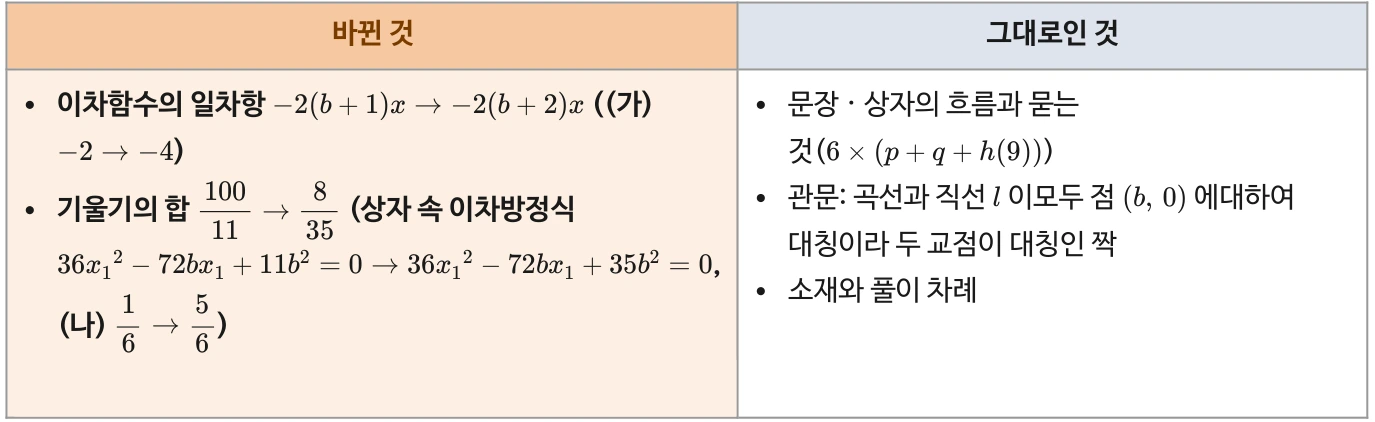 바뀐 것
• 이차함수의 일차항 −2(b + 1)x → −2(b + 2)x ((가)
−2 → −4)
• 기울기의 합 100/11 → 8/35 (상자 속 이차방정식
36x₁² − 72bx₁ + 11b² = 0 → 36x₁² − 72bx₁ + 35b² = 0,
(나) 1/6 → 5/6)
그대로인 것
• 문장 · 상자의 흐름과 묻는
것(6 × (p + q + h(9)))
• 관문: 곡선과 직선 l 이모두 점 (b, 0) 에대하여
대칭이라 두 교점이 대칭인 짝
• 소재와 풀이 차례